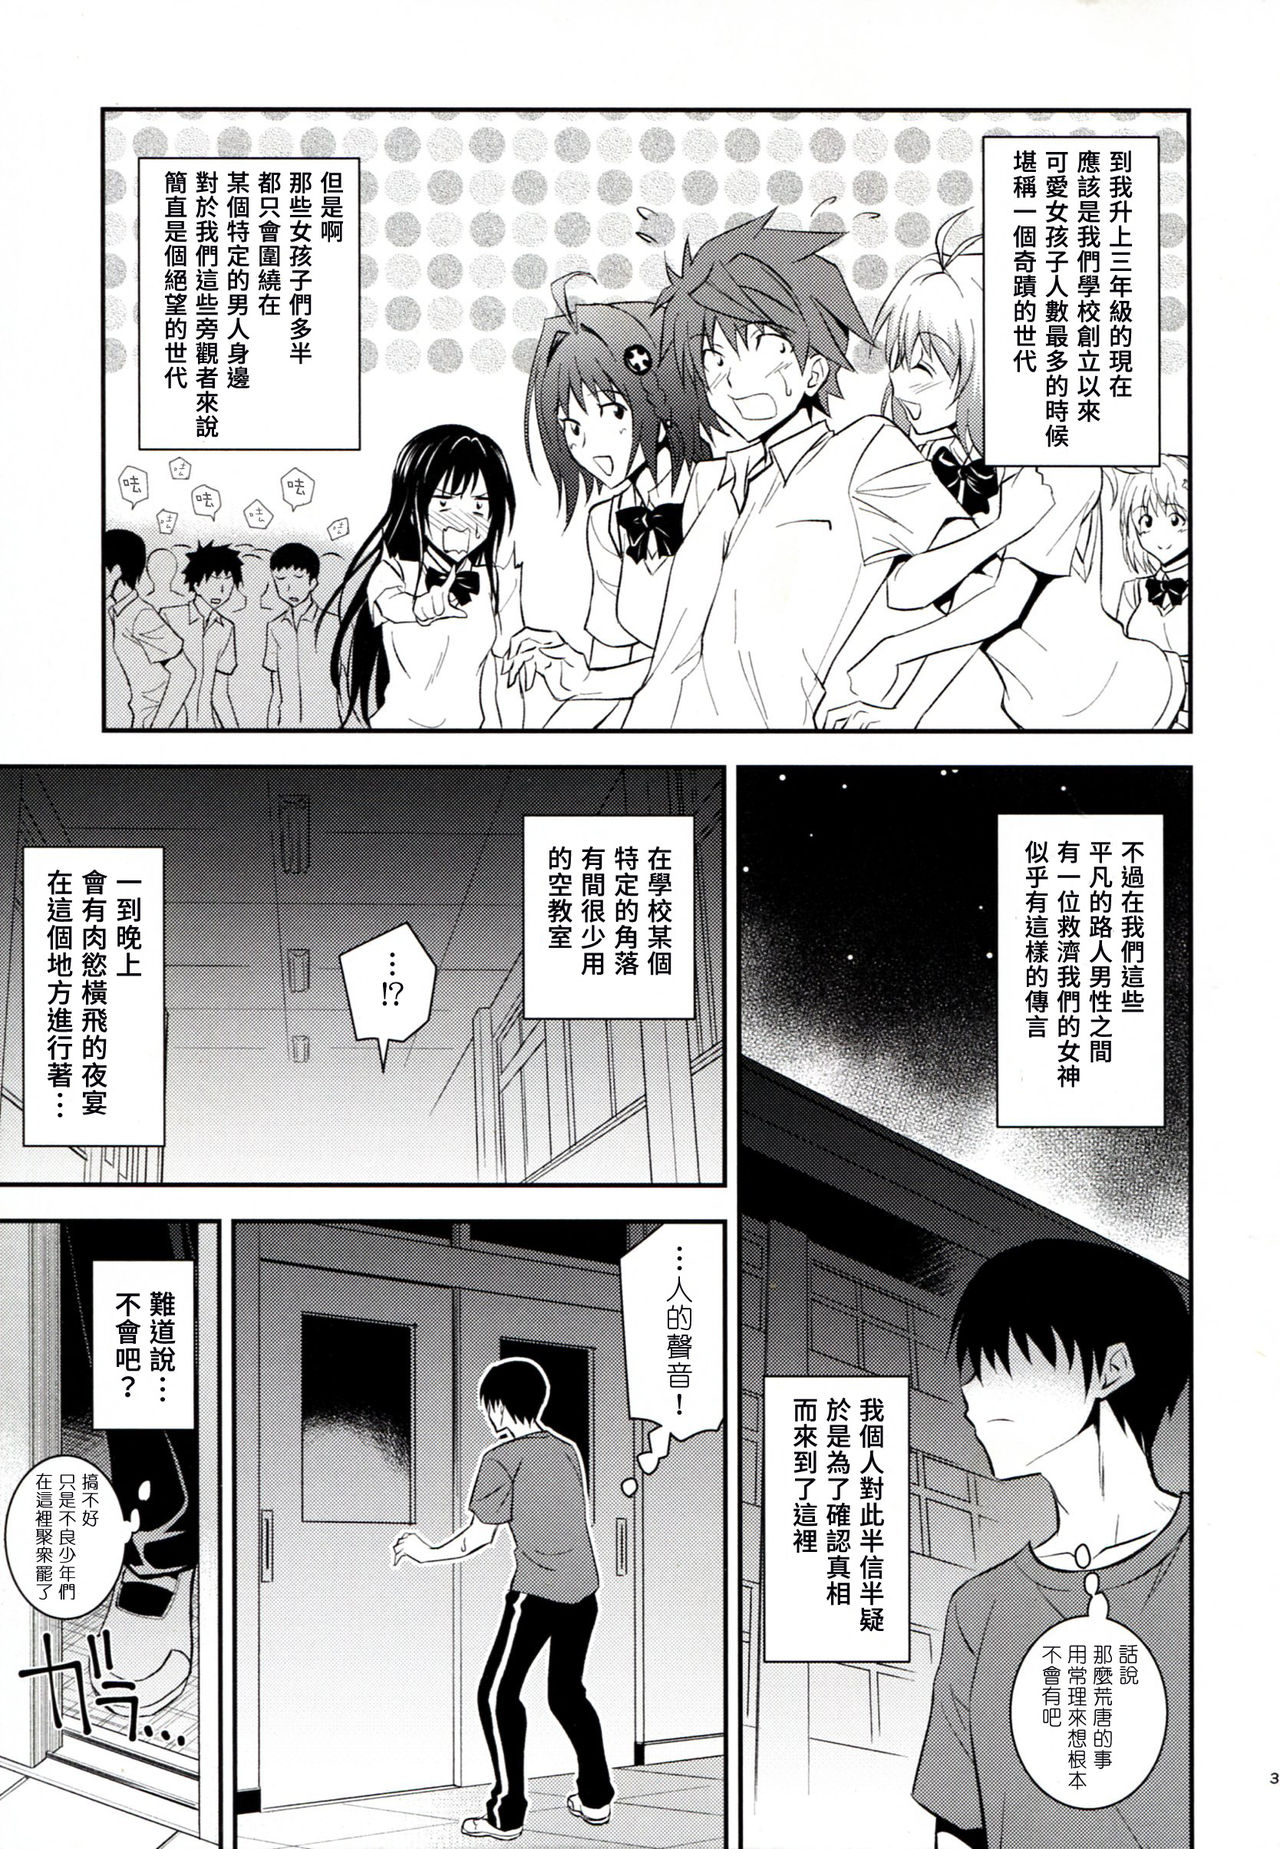 到我升上三年級的現在
應該是我們學校創立以來
可愛女孩子人數最多的時候
堪稱一個奇蹟的世代
但是啊
那些女孩子們多半
都只會圍繞在
某個特定的男人身邊
對於我們這些旁觀者來說
簡直是個絕望的世代
呿
呿
呿
呿
呿
呿
不過在我們這些
平凡的路人男性之間
有一位救濟我們的女神
似乎有這樣的傳言
我個人對此半信半疑
於是為了確認真相
而來到了這裡
話說
那麼荒唐的事
用常理來想根本
不會有吧
在學校某個
特定的角落
有間很少用
的空教室
…!?
一到晚上
會有肉慾橫飛的夜宴
在這個地方進行著…
…人的聲音！
難道說…
不會吧？
搞不好
只是不良少年們
在這裡聚眾罷了
ガラ…
3